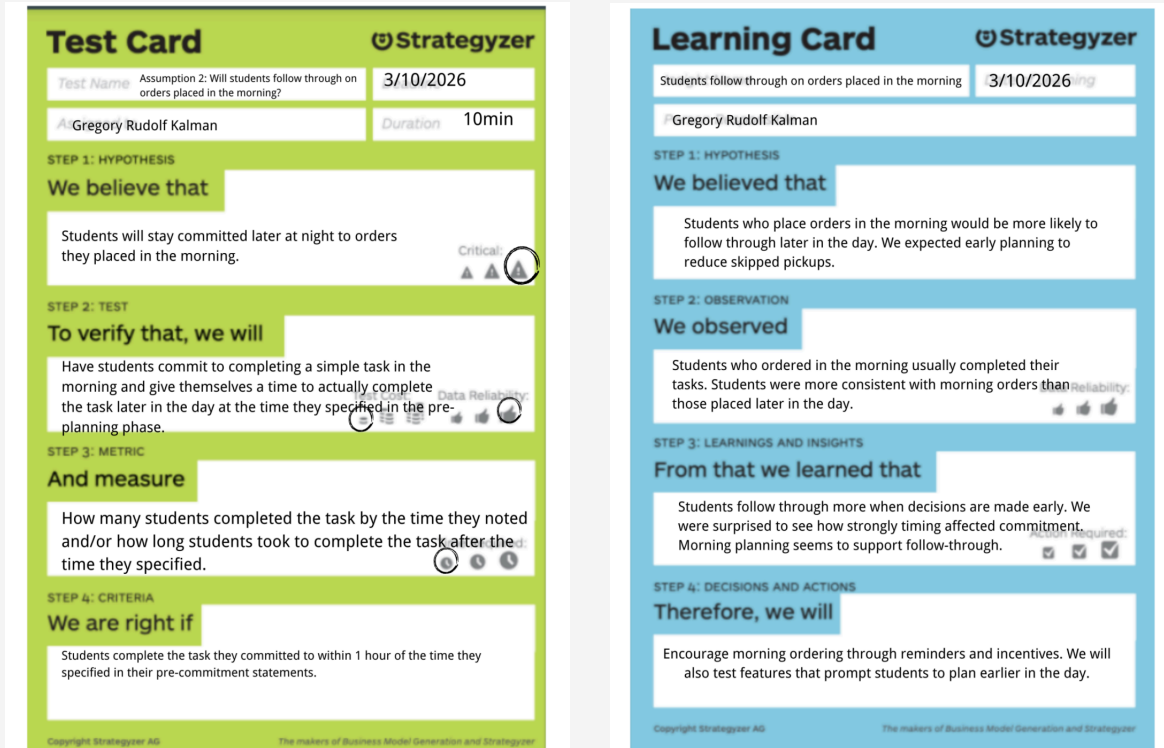 Test Card
Strategyzer
Test Name
Assumption 2: Will students follow through on
orders placed in the morning?
3/10/2026
Gregory Rudolf Kalman
Duration
10min
STEP 1: HYPOTHESIS
We believe that
Students will stay committed later at night to orders
they placed in the morning.
Critical:
STEP 2: TEST
To verify that, we will
Have students commit to completing a simple task in the
morning and give themselves a time to actually complete
the task later in the day at the time they specified in the pre-
planning phase.
Test Cost:
Data Reliability:
STEP 3: METRIC
And measure
How many students completed the task by the time they noted
and/or how long students took to complete the task after the
time they specified.
STEP 4: CRITERIA
We are right if
Students complete the task they committed to within 1 hour of the time they
specified in their pre-commitment statements.
Copyright Strategyzer AG
The makers of Business Model Generation and Strategyzer
Learning Card
Strategyzer
Students follow through on orders placed in the morning
3/10/2026
Gregory Rudolf Kalman
STEP 1: HYPOTHESIS
We believed that
Students who place orders in the morning would be more likely to
follow through later in the day. We expected early planning to
reduce skipped pickups.
STEP 2: OBSERVATION
We observed
Students who ordered in the morning usually completed their
tasks. Students were more consistent with morning orders than
those placed later in the day.
Data Reliability:
STEP 3: LEARNINGS AND INSIGHTS
From that we learned that
Students follow through more when decisions are made early. We
were surprised to see how strongly timing affected commitment.
Morning planning seems to support follow-through.
Action Required:
STEP 4: DECISIONS AND ACTIONS
Therefore, we will
Encourage morning ordering through reminders and incentives. We will
also test features that prompt students to plan earlier in the day.
Copyright Strategyzer AG
The makers of Business Model Generation and Strategyzer